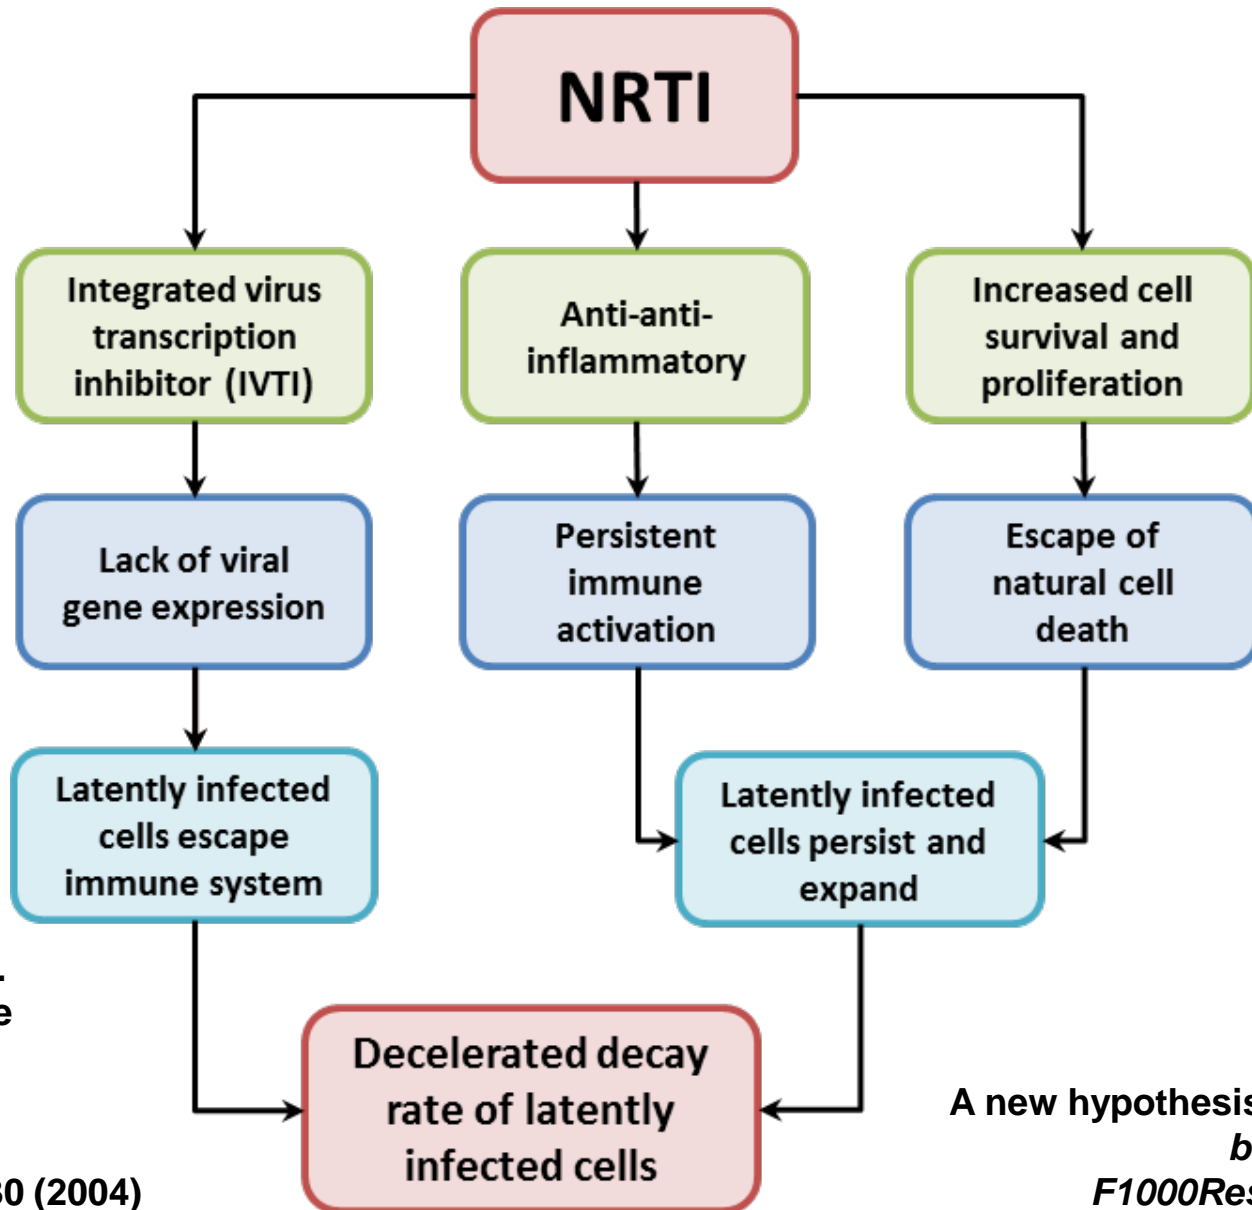 NRTI
Integrated virus
transcription
inhibitor (IVTI)
Anti-anti-
inflammatory
Increased cell
survival and
proliferation
Lack of viral
gene expression
Persistent
immune
activation
Escape of
natural cell
death
Latently infected
cells escape
immune system
Latently infected
cells persist and
expand
Decelerated decay
rate of latently
infected cells
A new hypothesis
(2004)